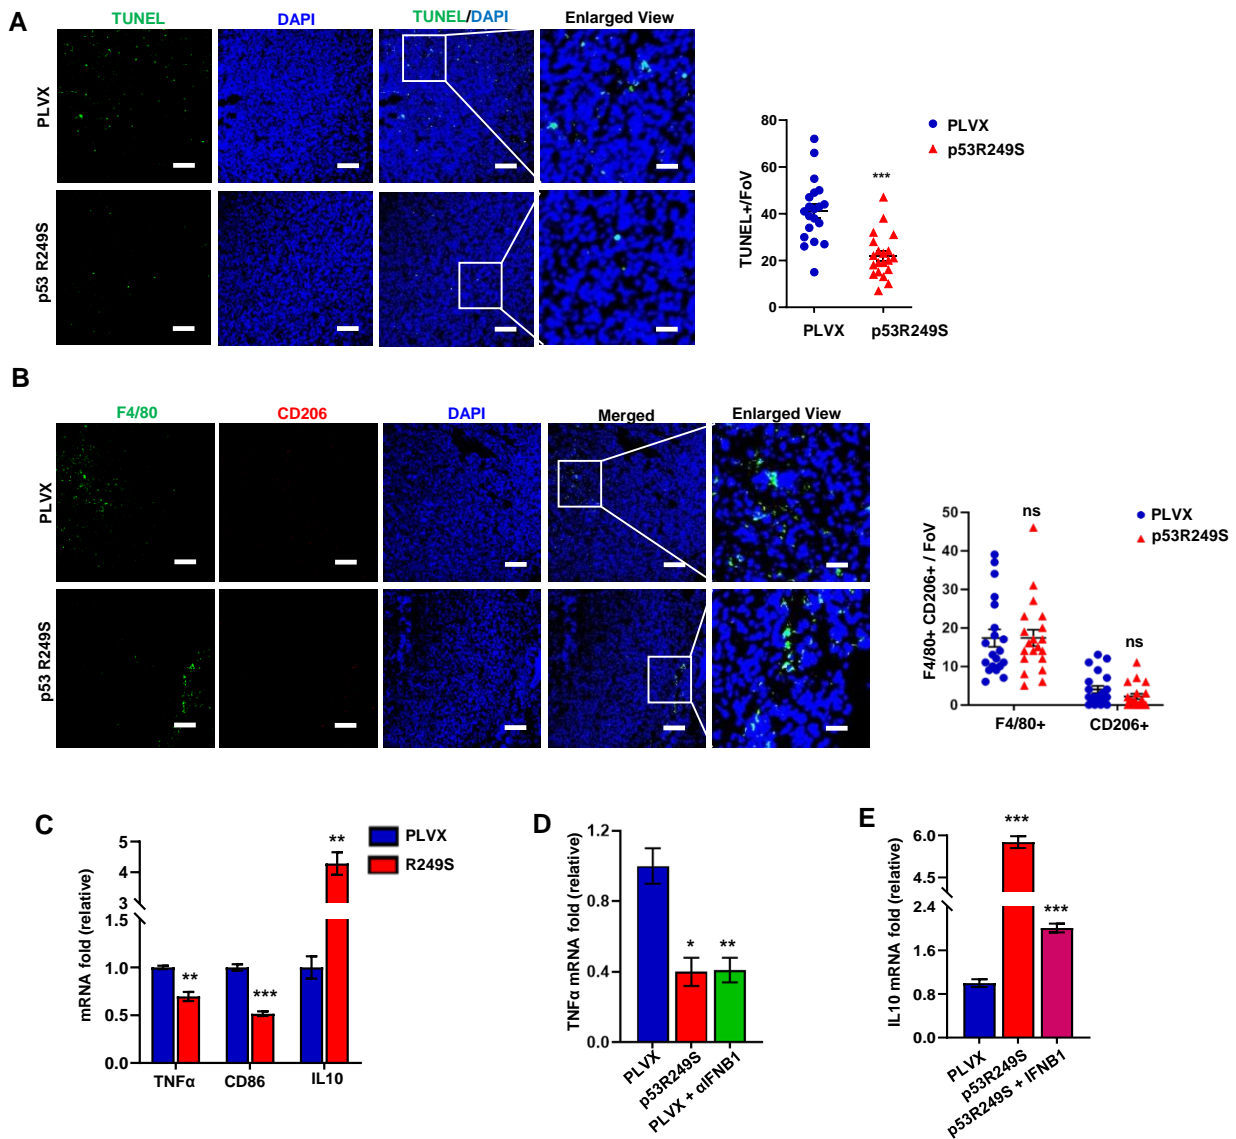 A
TUNEL
DAPI
TUNEL/DAPI
Enlarged View
PLVX
p53 R249S
TUNEL+/FoV
80
60
40
20
0
***
PLVX
p53R249S
PLVX
p53R249S
B
F4/80
CD206
DAPI
Merged
Enlarged View
PLVX
p53 R249S
F4/80+ CD206+ / FoV
50
40
30
20
10
0
ns
ns
PLVX
p53R249S
F4/80+
CD206+
C
mRNA fold (relative)
5
4
3
1.5
1.0
0.5
0.0
**
***
**
TNFα
CD86
IL10
PLVX
R249S
D
TNFα mRNA fold (relative)
1.2
0.8
0.4
0.0
*
**
PLVX
p53R249S
PLVX + αIFNB1
E
IL10 mRNA fold (relative)
6.0
4.5
2.4
1.6
0.8
0.0
***
***
PLVX
p53R249S
p53R249S + IFNB1